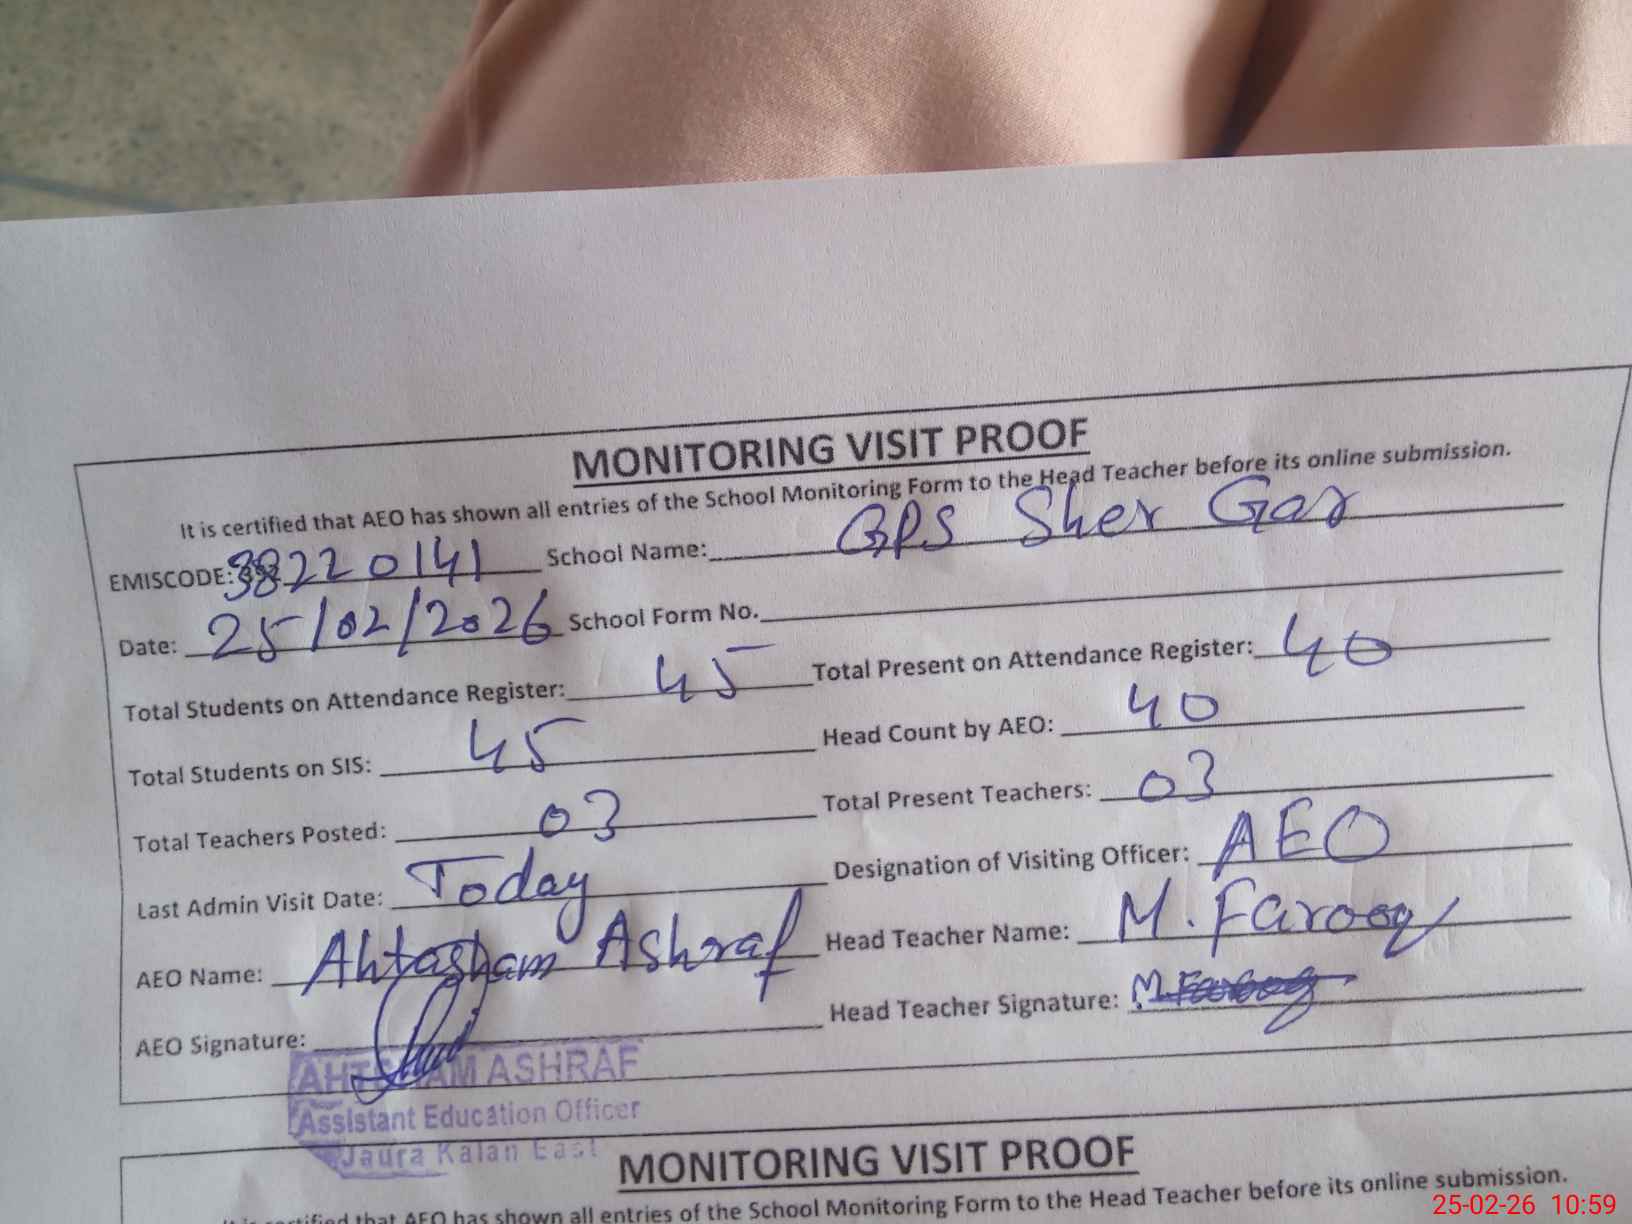 MONITORING VISIT PROOF
It is certified that AEO has shown all entries of the School Monitoring Form to the Head Teacher before its online submission.
EMISCODE: 38220141 School Name: GPS Sher Gar
Date: 25/02/2026 School Form No.
Total Students on Attendance Register: 45 Total Present on Attendance Register: 40
Total Students on SIS: 45 Head Count by AEO: 40
Total Teachers Posted: 03 Total Present Teachers: 03
Last Admin Visit Date: Today Designation of Visiting Officer: AEO
AEO Name: Ahtasham Ashraf Head Teacher Name: M. Farooq
AEO Signature: Head Teacher Signature: M. Farooq
ASHRAF
Assistant Education Officer
Jaura Kalan East
MONITORING VISIT PROOF
certified that AEO has shown all entries of the School Monitoring Form to the Head Teacher before its online submission.
25-02-26 10:59